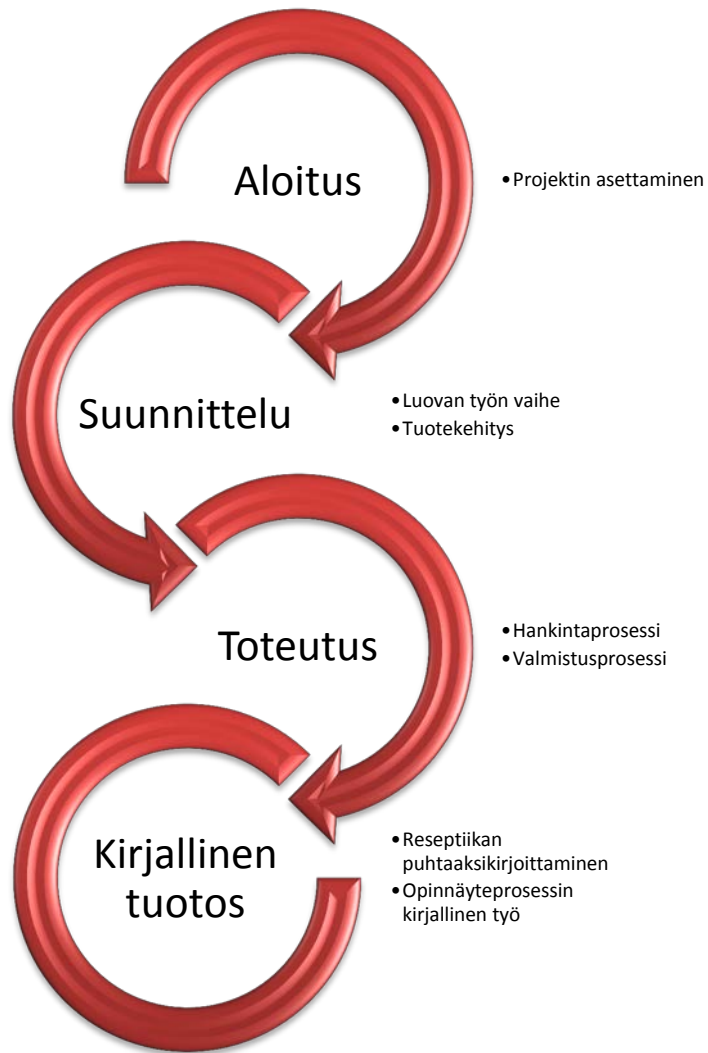 Aloitus
•Projektin asettaminen
Suunnittelu
•Luovan työn vaihe
•Tuotekehitys
Toteutus
•Hankintaprosessi
•Valmistusprosessi
Kirjallinen
tuotos
•Reseptiikan
puhtaaksikirjoittaminen
•Opinnäyteprosessin
kirjallinen työ